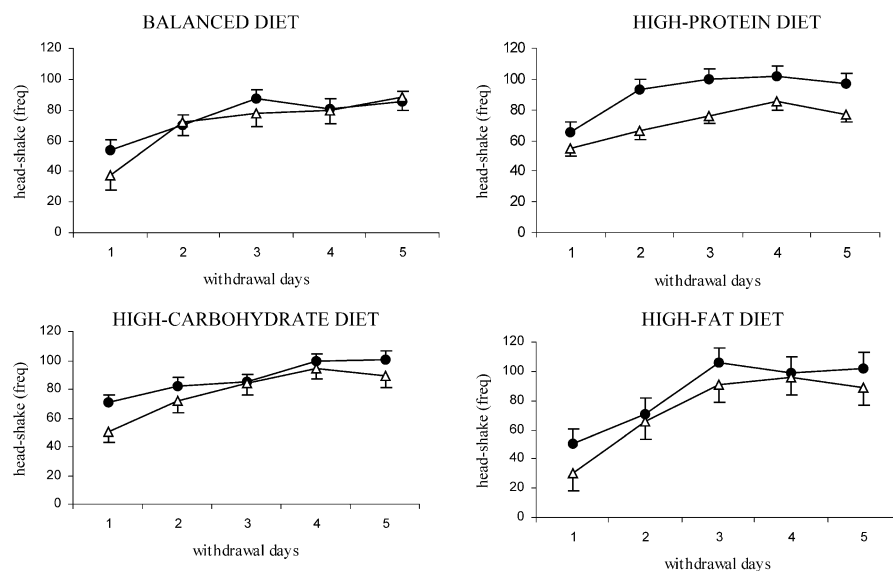 BALANCED DIET
120
100
80
60
40
20
0
head-shake (freq)
1 2 3 4 5
withdrawal days
HIGH-PROTEIN DIET
120
100
80
60
40
20
0
head-shake (freq)
1 2 3 4 5
withdrawal days
HIGH-CARBOHYDRATE DIET
120
100
80
60
40
20
0
head-shake (freq)
1 2 3 4 5
withdrawal days
HIGH-FAT DIET
120
100
80
60
40
20
0
head-shake (freq)
1 2 3 4 5
withdrawal days